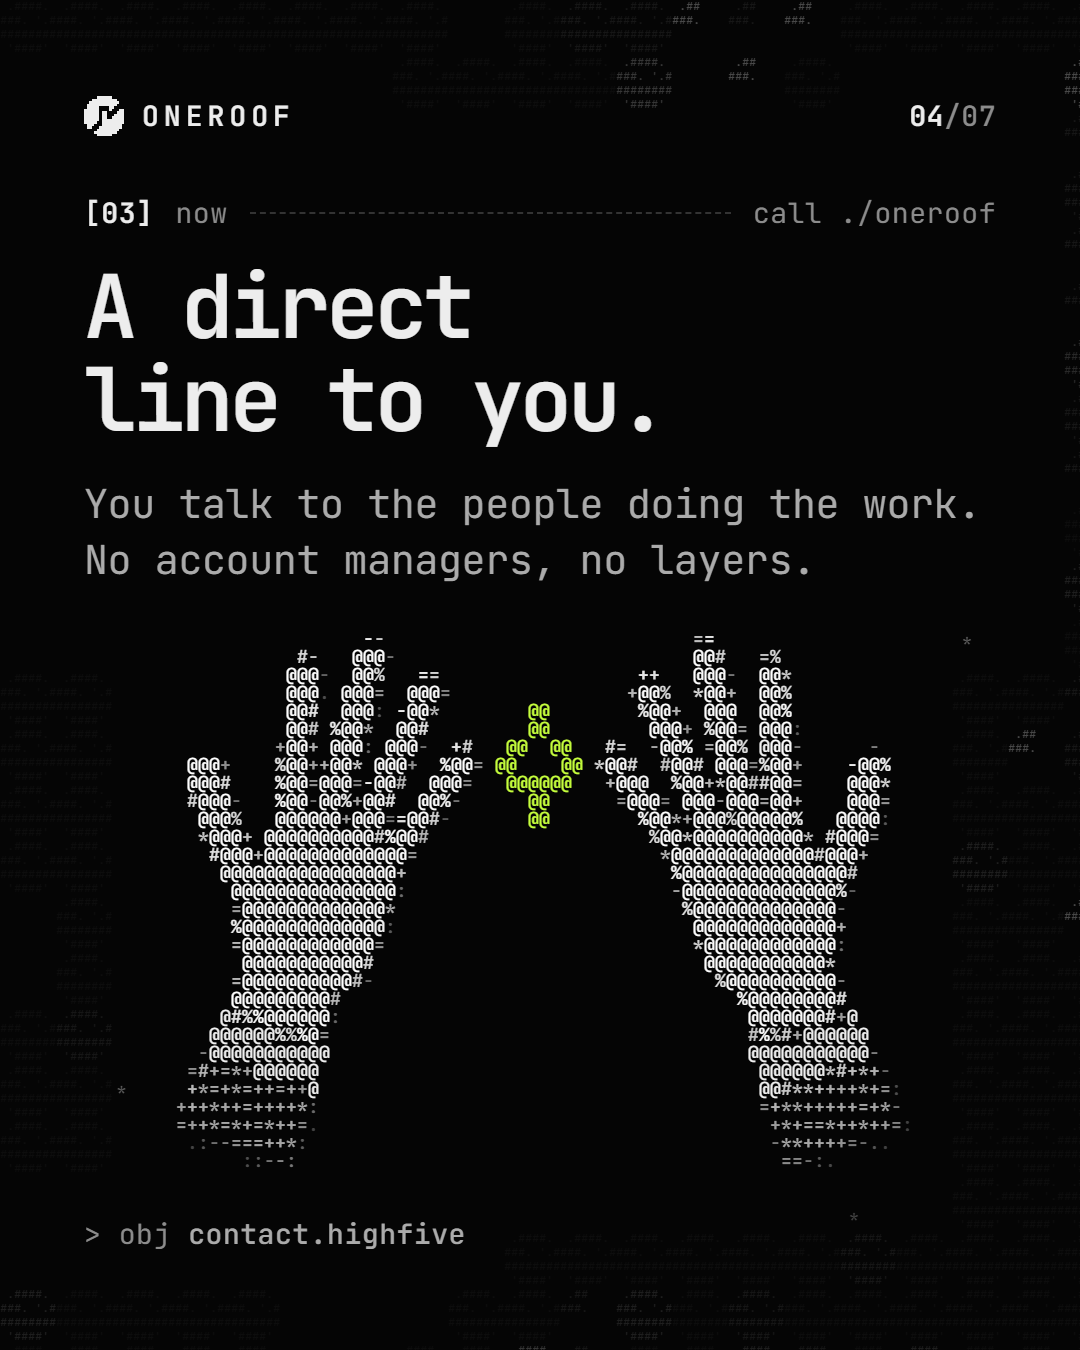 ONEROOF
04/07
[03] now call ./oneroof
A direct
line to you.
You talk to the people doing the work.
No account managers, no layers.
> obj contact.highfive